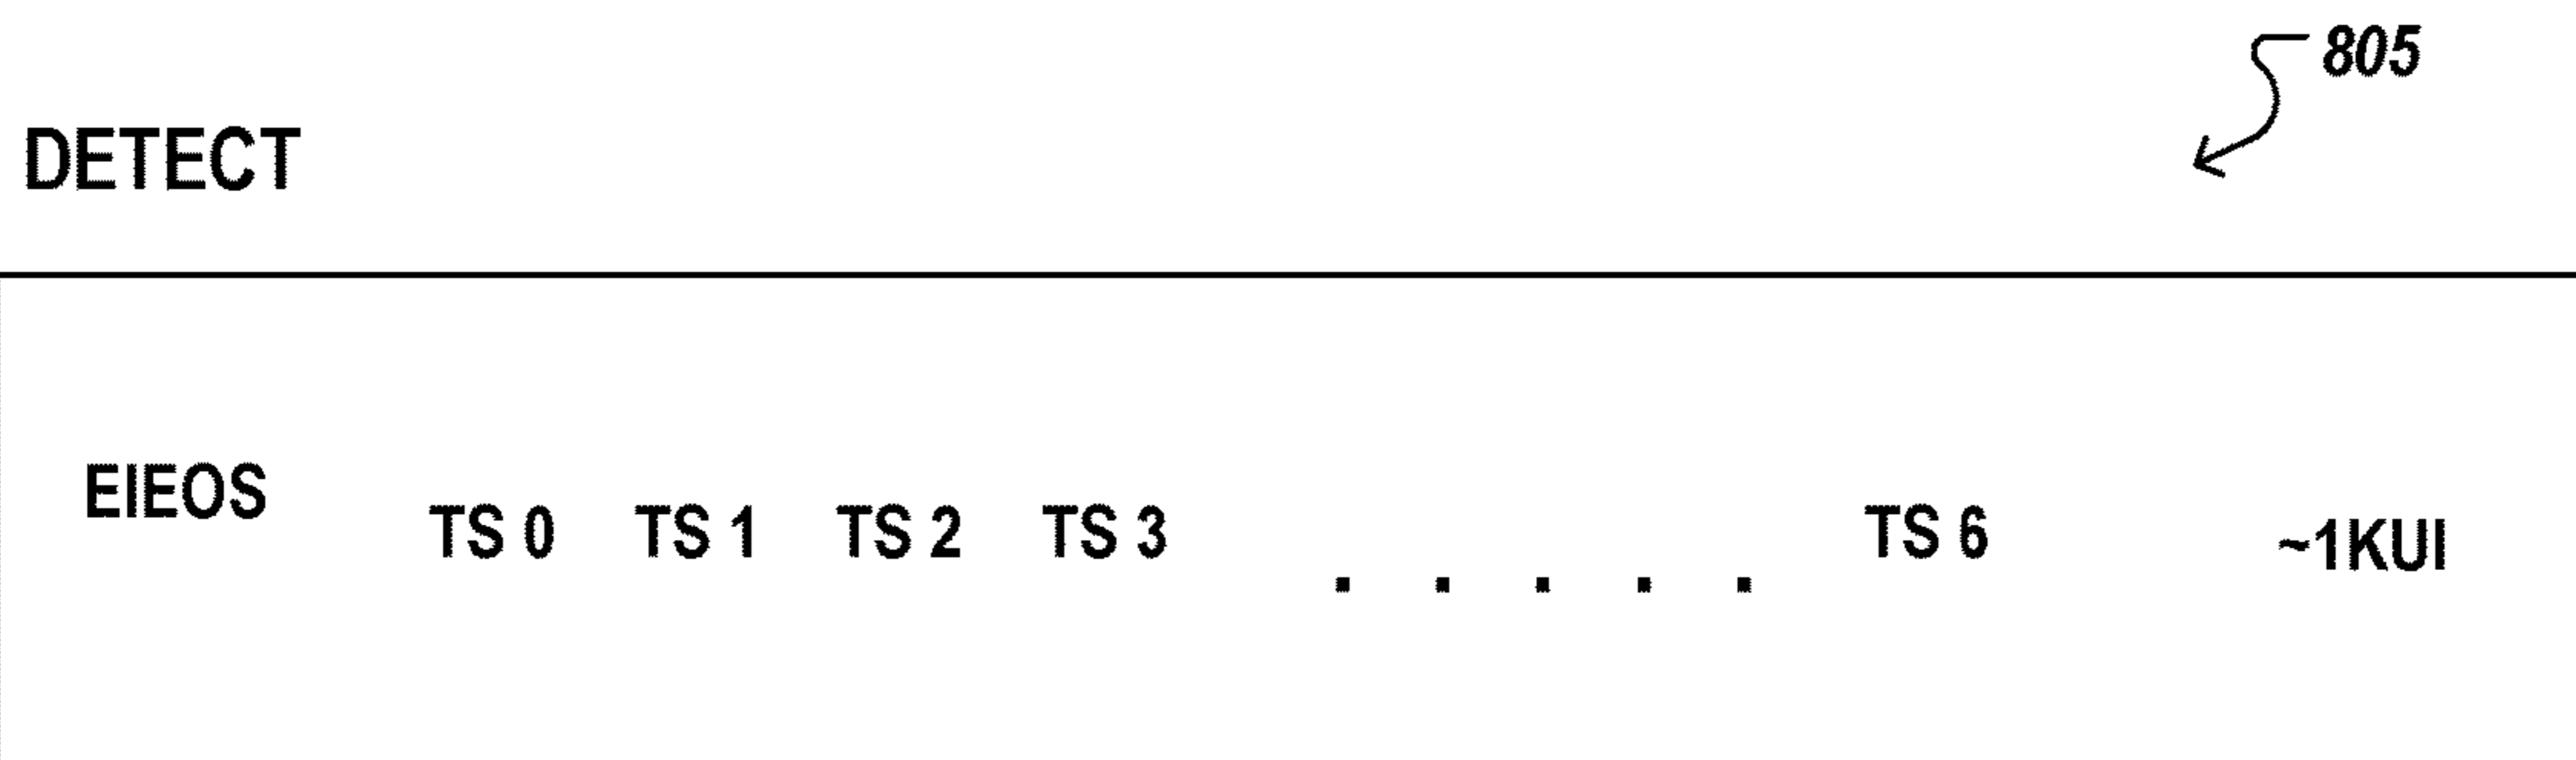 805
DETECT
EIEOS TS 0 TS 1 TS 2 TS 3 . . . . . TS 6 ~1KUI